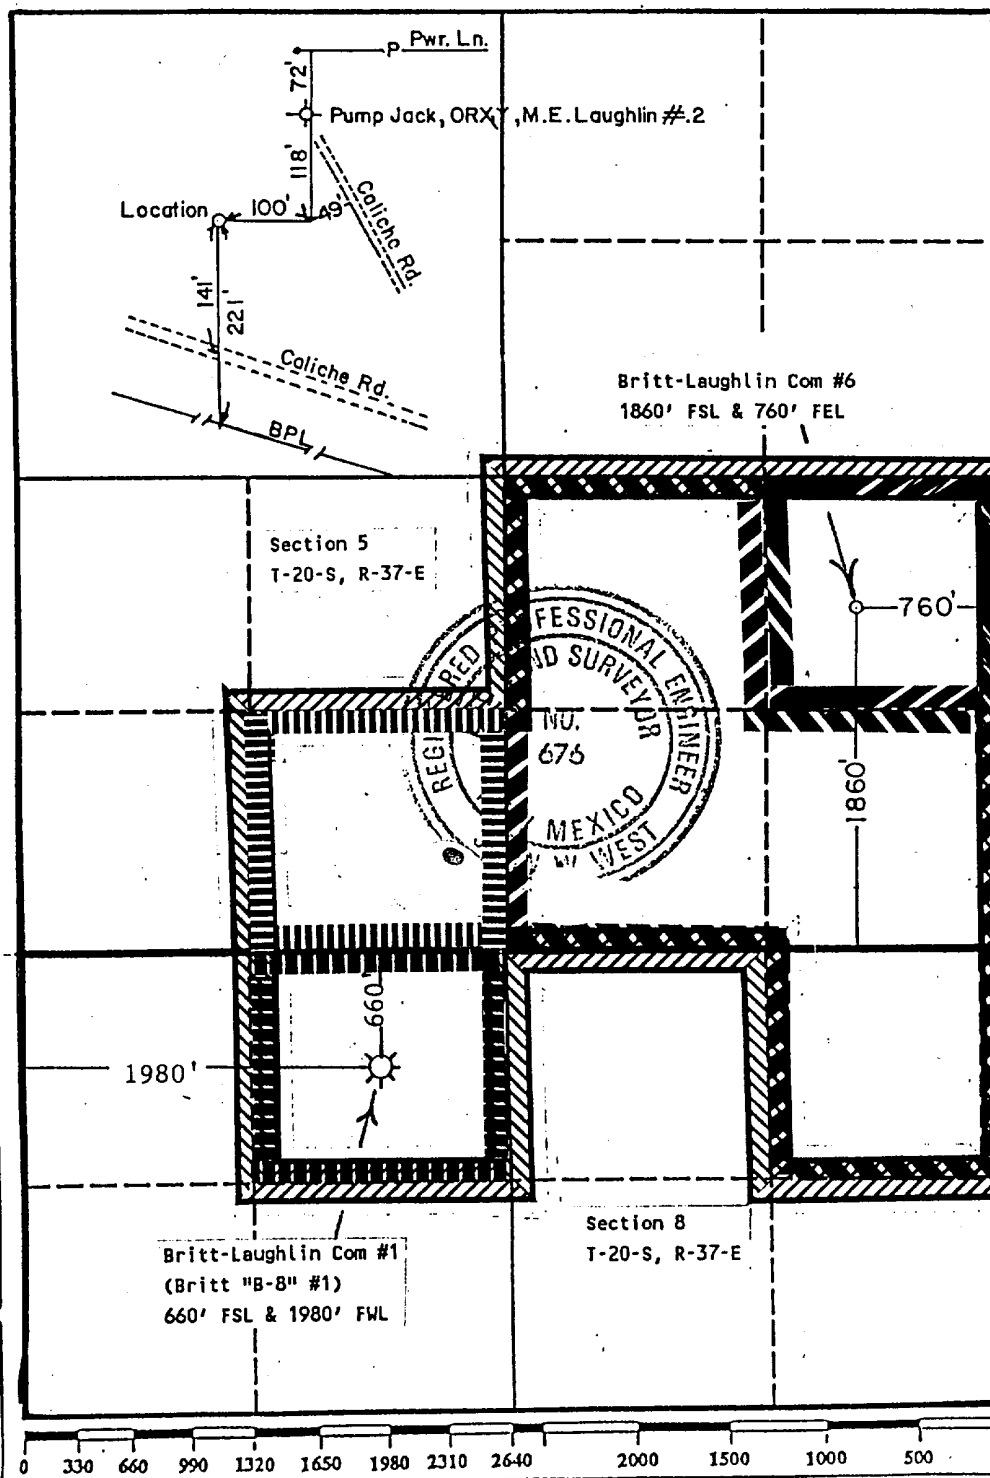 P Pwr. Ln.
72'
Pump Jack, ORXY, M.E. Laughlin #.2
118'
Caliche Rd.
Location
100'
49'
141'
221'
Caliche Rd.
BPL
Britt-Laughlin Com #6
1860' FSL & 760' FEL
Section 5
T-20-S, R-37-E
760'
FESSIONAL ENGINEER
ND SURVEYOR
RED
REGI
NO.
676
MEXICO
WEST
1860'
660'
1980'
Section 8
T-20-S, R-37-E
Britt-Laughlin Com #1
(Britt "B-8" #1)
660' FSL & 1980' FWL
0 330 660 990 1320 1650 1980 2310 2640 2000 1500 1000 500